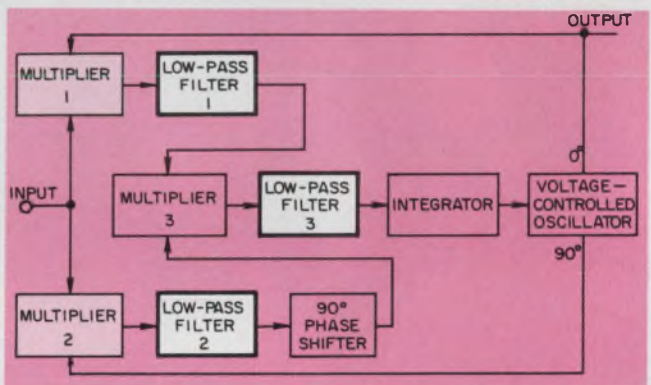 OUTPUT
MULTIPLIER
1
LOW-PASS
FILTER
1
INPUT
MULTIPLIER
3
LOW-PASS
FILTER
3
INTEGRATOR
0°
VOLTAGE-
CONTROLLED
OSCILLATOR
90°
MULTIPLIER
2
LOW-PASS
FILTER
2
90°
PHASE
SHIFTER